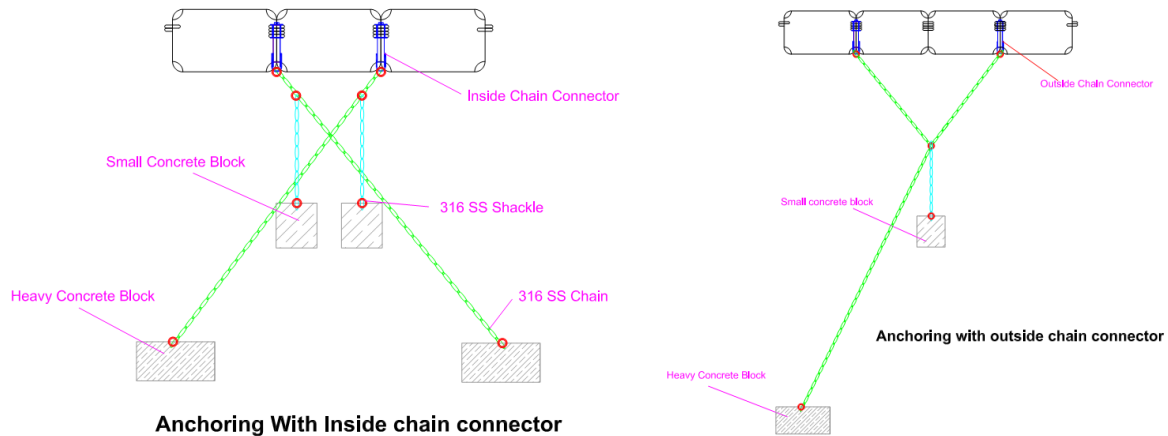 Inside Chain Connector
Small Concrete Block
316 SS Shackle
Heavy Concrete Block
316 SS Chain
Anchoring With Inside chain connector
Outside Chain Connector
Small concrete block
Anchoring with outside chain connector
Heavy Concrete Block